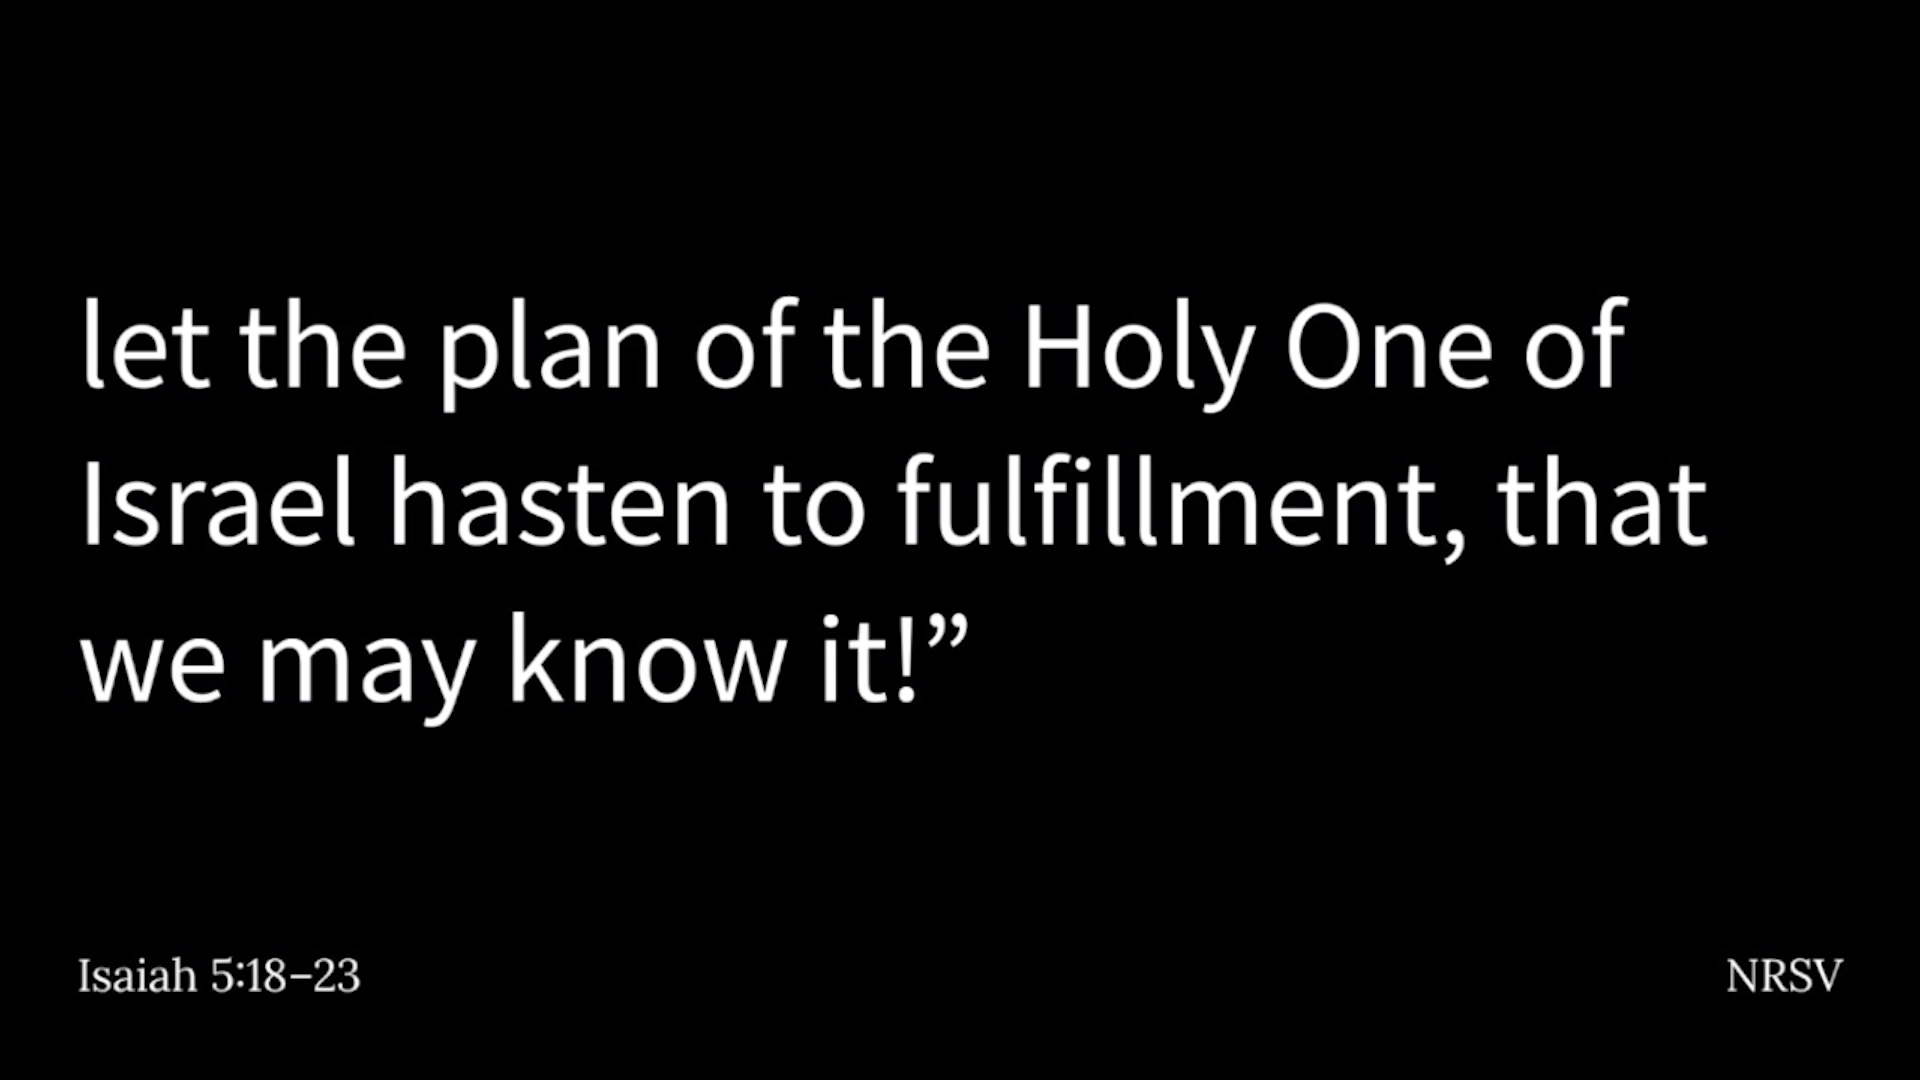 let the plan of the Holy One of
Israel hasten to fulfillment, that
we may know it!”
Isaiah 5:18–23
NRSV